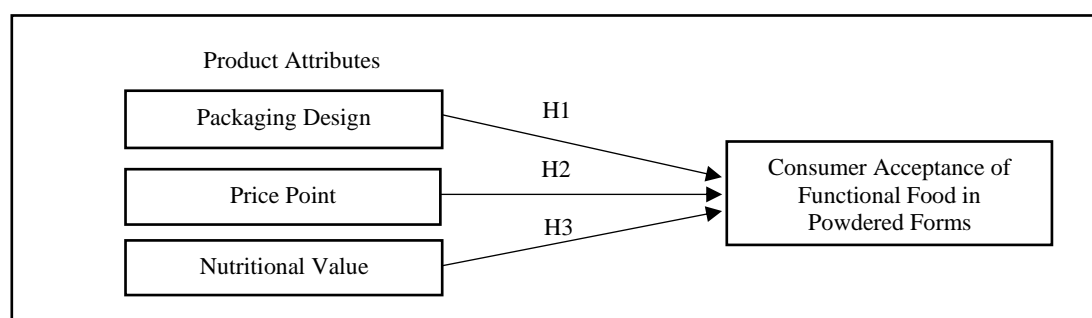 Product Attributes
Packaging Design
H1
Price Point
H2
Nutritional Value
H3
Consumer Acceptance of
Functional Food in
Powdered Forms